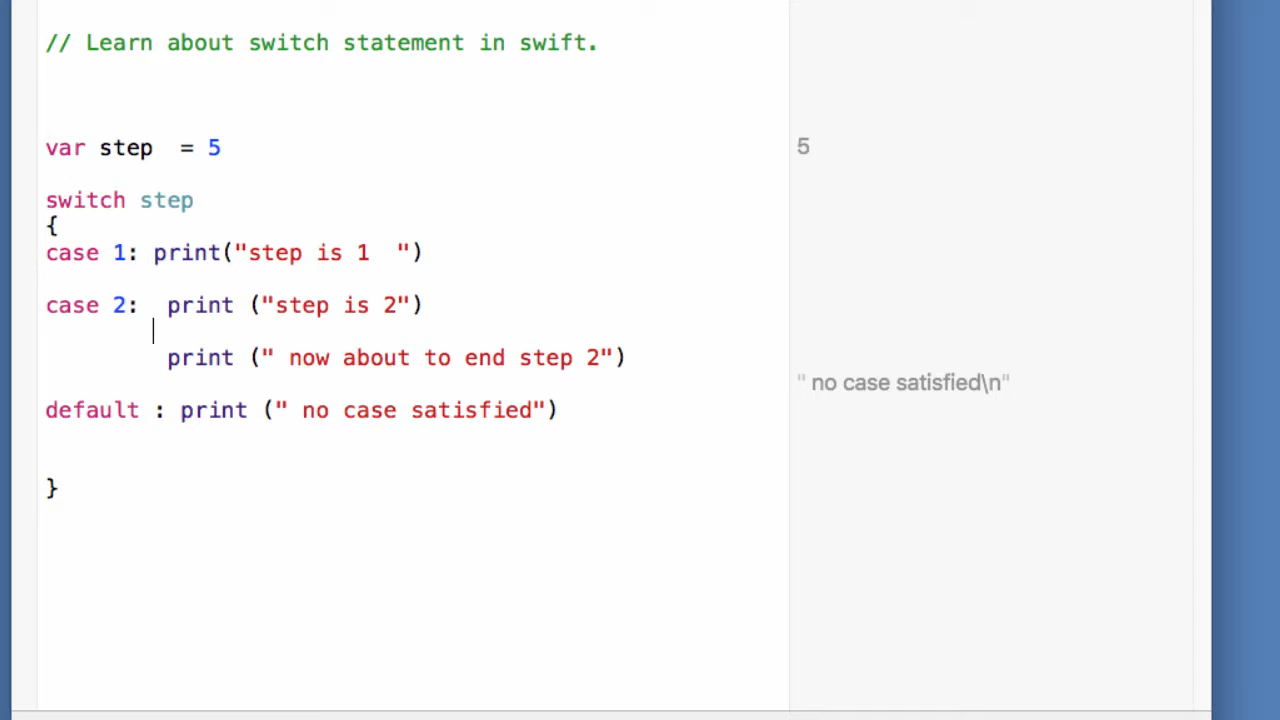 // Learn about switch statement in swift.
var step  = 5
5
switch step
{
case 1: print("step is 1  ")
case 2:  print ("step is 2")
print (" now about to end step 2")
" no case satisfied\n"
default : print (" no case satisfied")
}